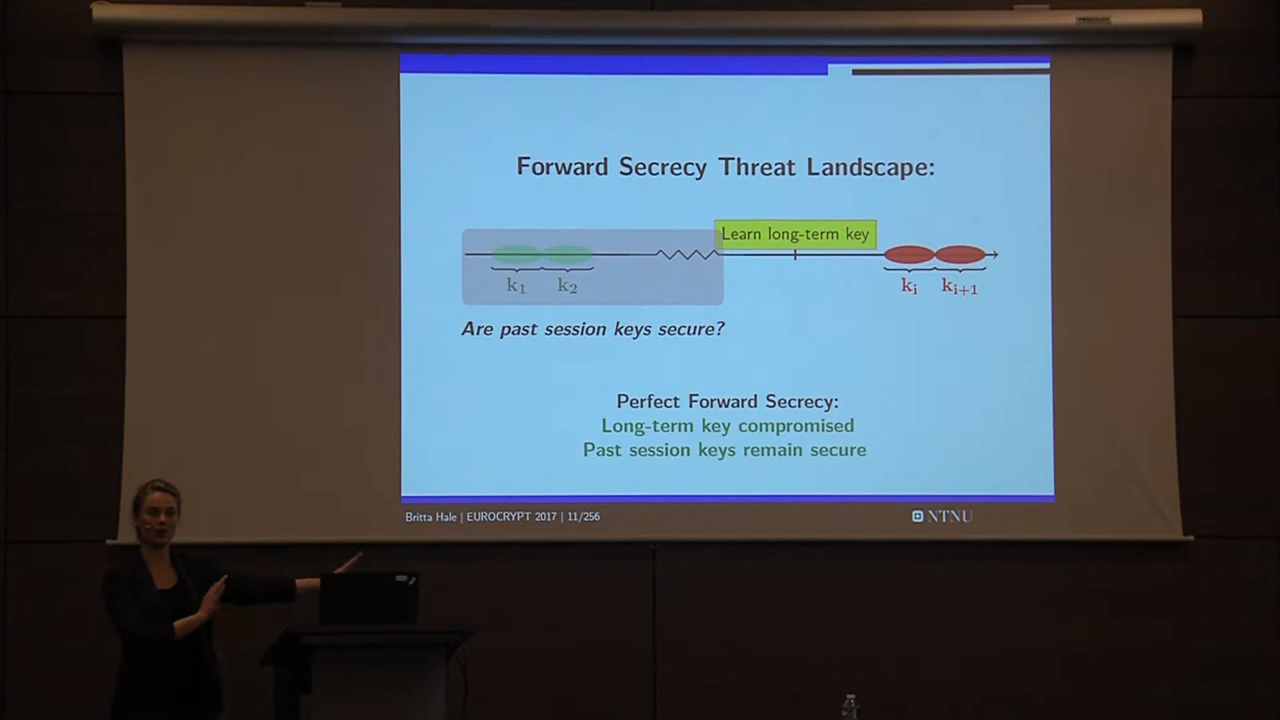 Forward Secrecy Threat Landscape:
Learn long-term key
k1 k2 ki ki+1
Are past session keys secure?
Perfect Forward Secrecy:
Long-term key compromised
Past session keys remain secure
Britta Hale | EUROCRYPT 2017 | 11/256
NTNU